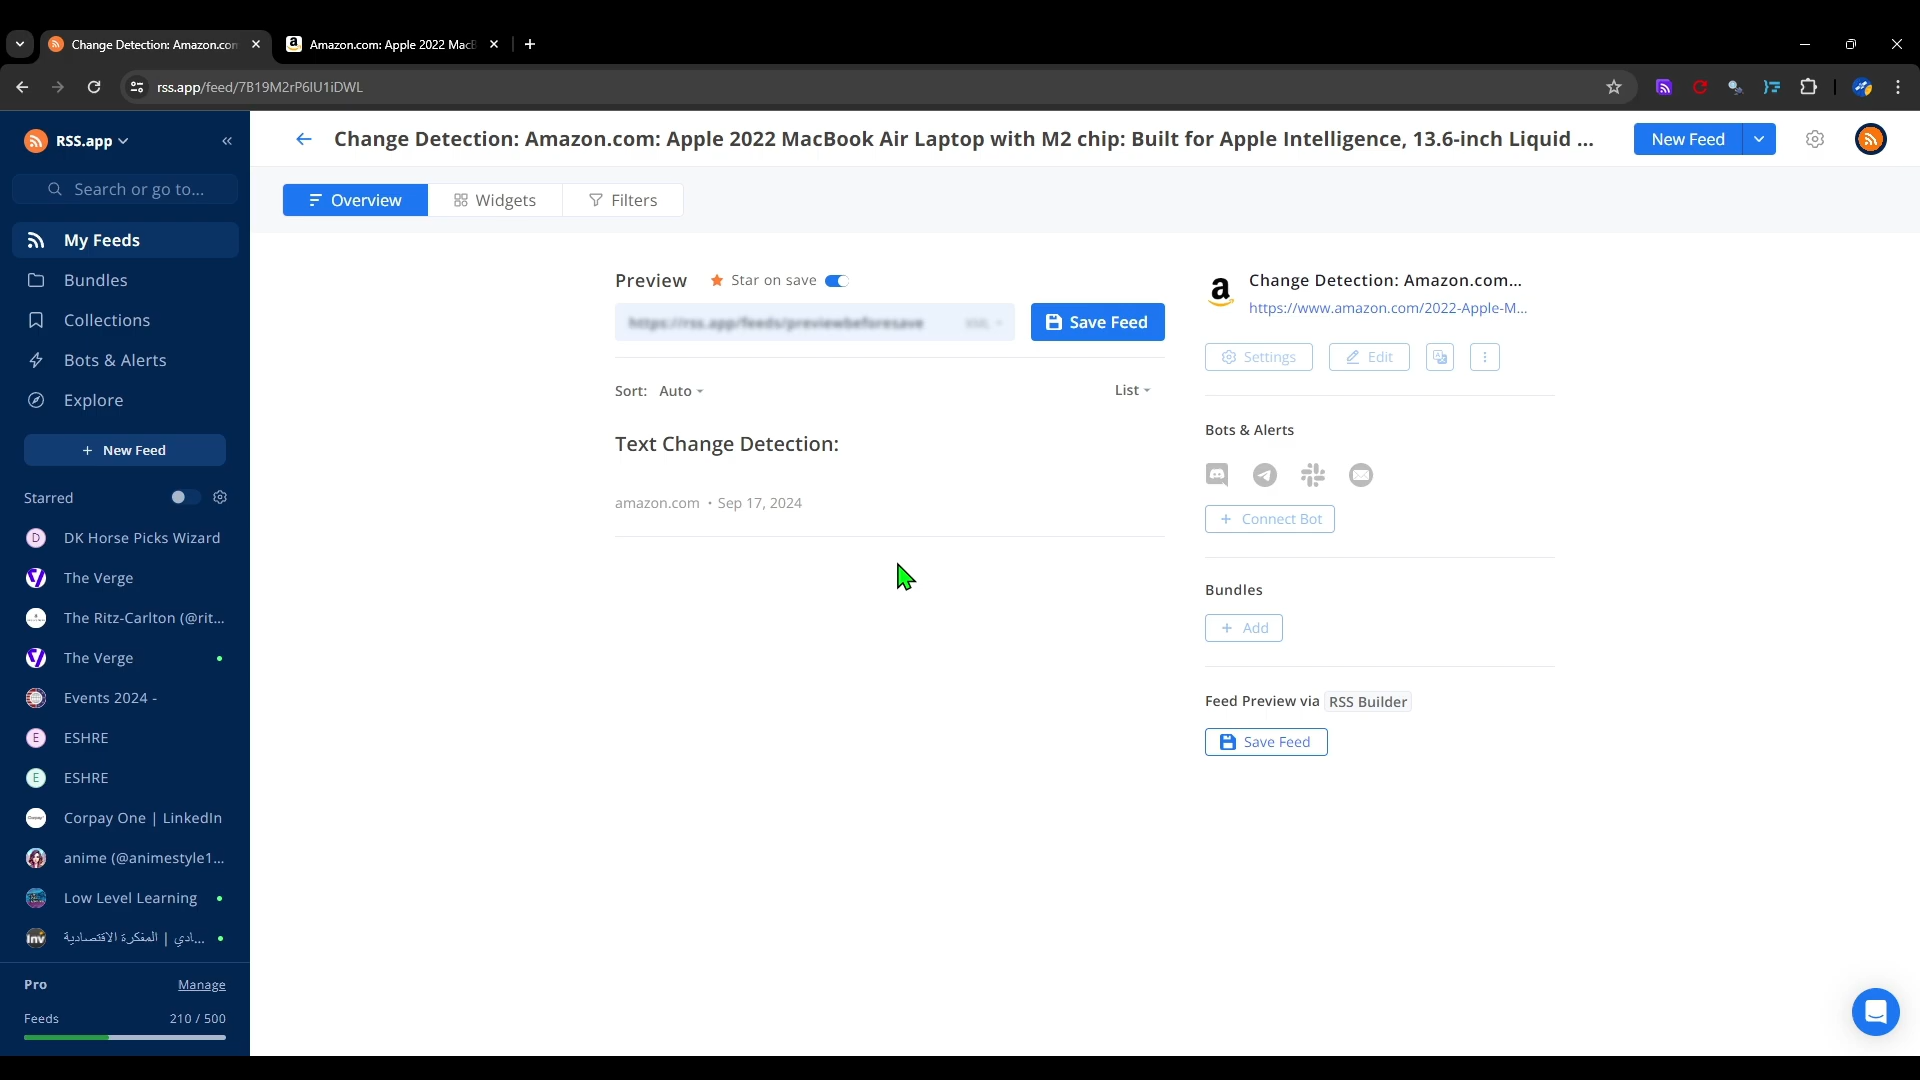 Change Detection: Amazon.com
Amazon.com: Apple 2022 MacB
rss.app/feed/7B19M2rP6lU1iDWL
RSS.app
Search or go to...
My Feeds
Bundles
Collections
Bots & Alerts
Explore
+ New Feed
Starred
D DK Horse Picks Wizard
The Verge
The Ritz-Carlton (@rit...
The Verge
Events 2024 -
E ESHRE
E ESHRE
Corpay One | LinkedIn
anime (@animestyle1...
Low Level Learning
Inv ...ادي | المفكرة الاقتصادية
Pro Manage
Feeds 210 / 500
Change Detection: Amazon.com: Apple 2022 MacBook Air Laptop with M2 chip: Built for Apple Intelligence, 13.6-inch Liquid ...
New Feed
Overview Widgets Filters
Preview Star on save
Save Feed
Sort: Auto List
Text Change Detection:
amazon.com • Sep 17, 2024
Change Detection: Amazon.com...
https://www.amazon.com/2022-Apple-M...
Settings Edit
Bots & Alerts
+ Connect Bot
Bundles
+ Add
Feed Preview via RSS Builder
Save Feed